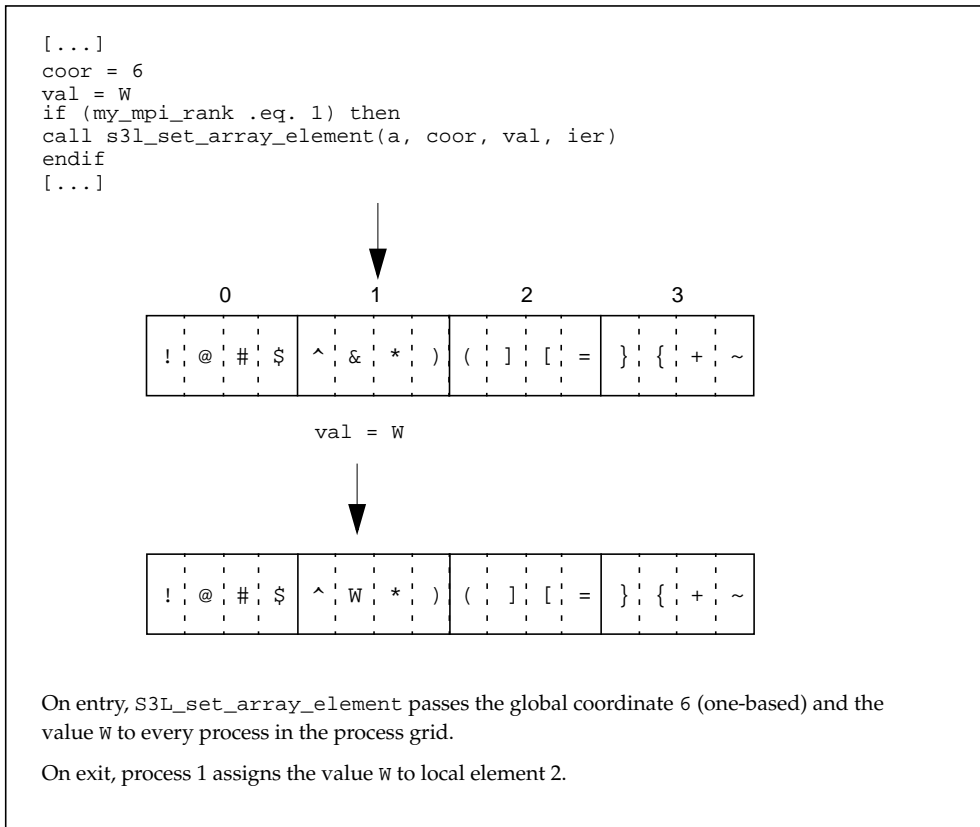 [...]
coor = 6
val = W
if (my_mpi_rank .eq. 1) then
call s3l_set_array_element(a, coor, val, ier)
endif
[...]
0 1 2 3
! @ # $ ^ & * ) ( ] [ = } { + ~
val = W
! @ # $ ^ W * ) ( ] [ = } { + ~
On entry, S3L_set_array_element passes the global coordinate 6 (one-based) and the
value W to every process in the process grid.
On exit, process 1 assigns the value W to local element 2.